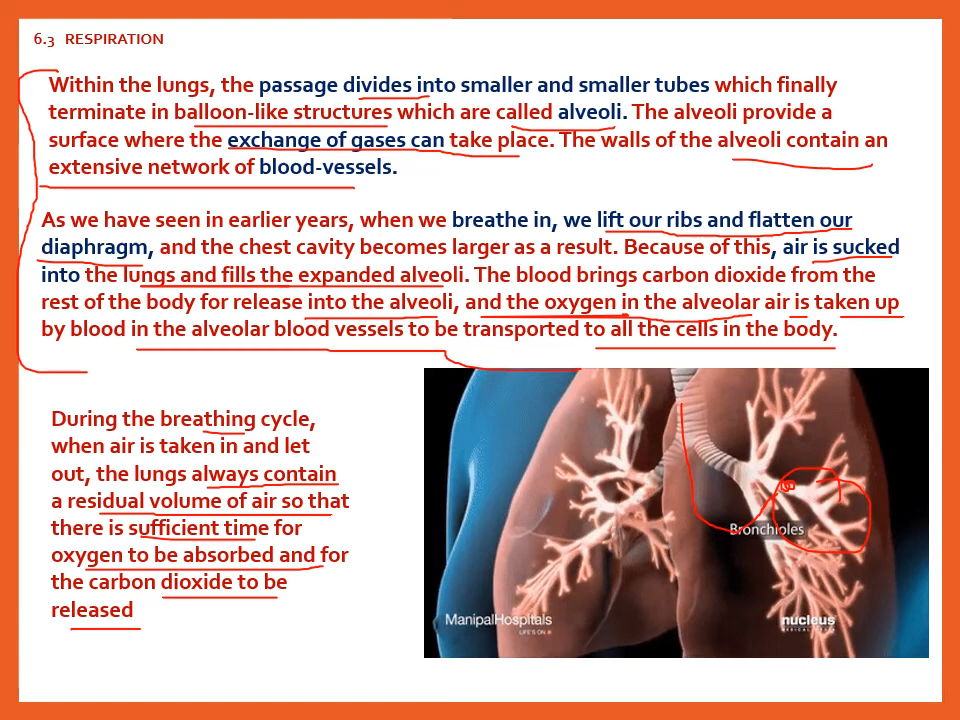 6.3 RESPIRATION
Within the lungs, the passage divides into smaller and smaller tubes which finally
terminate in balloon-like structures which are called alveoli. The alveoli provide a
surface where the exchange of gases can take place. The walls of the alveoli contain an
extensive network of blood-vessels.
As we have seen in earlier years, when we breathe in, we lift our ribs and flatten our
diaphragm, and the chest cavity becomes larger as a result. Because of this, air is sucked
into the lungs and fills the expanded alveoli. The blood brings carbon dioxide from the
rest of the body for release into the alveoli, and the oxygen in the alveolar air is taken up
by blood in the alveolar blood vessels to be transported to all the cells in the body.
During the breathing cycle,
when air is taken in and let
out, the lungs always contain
a residual volume of air so that
there is sufficient time for
oxygen to be absorbed and for
the carbon dioxide to be
released
Bronchioles
ManipalHospitals
LIFE'S ON
nucleus
MEDICAL MEDIA